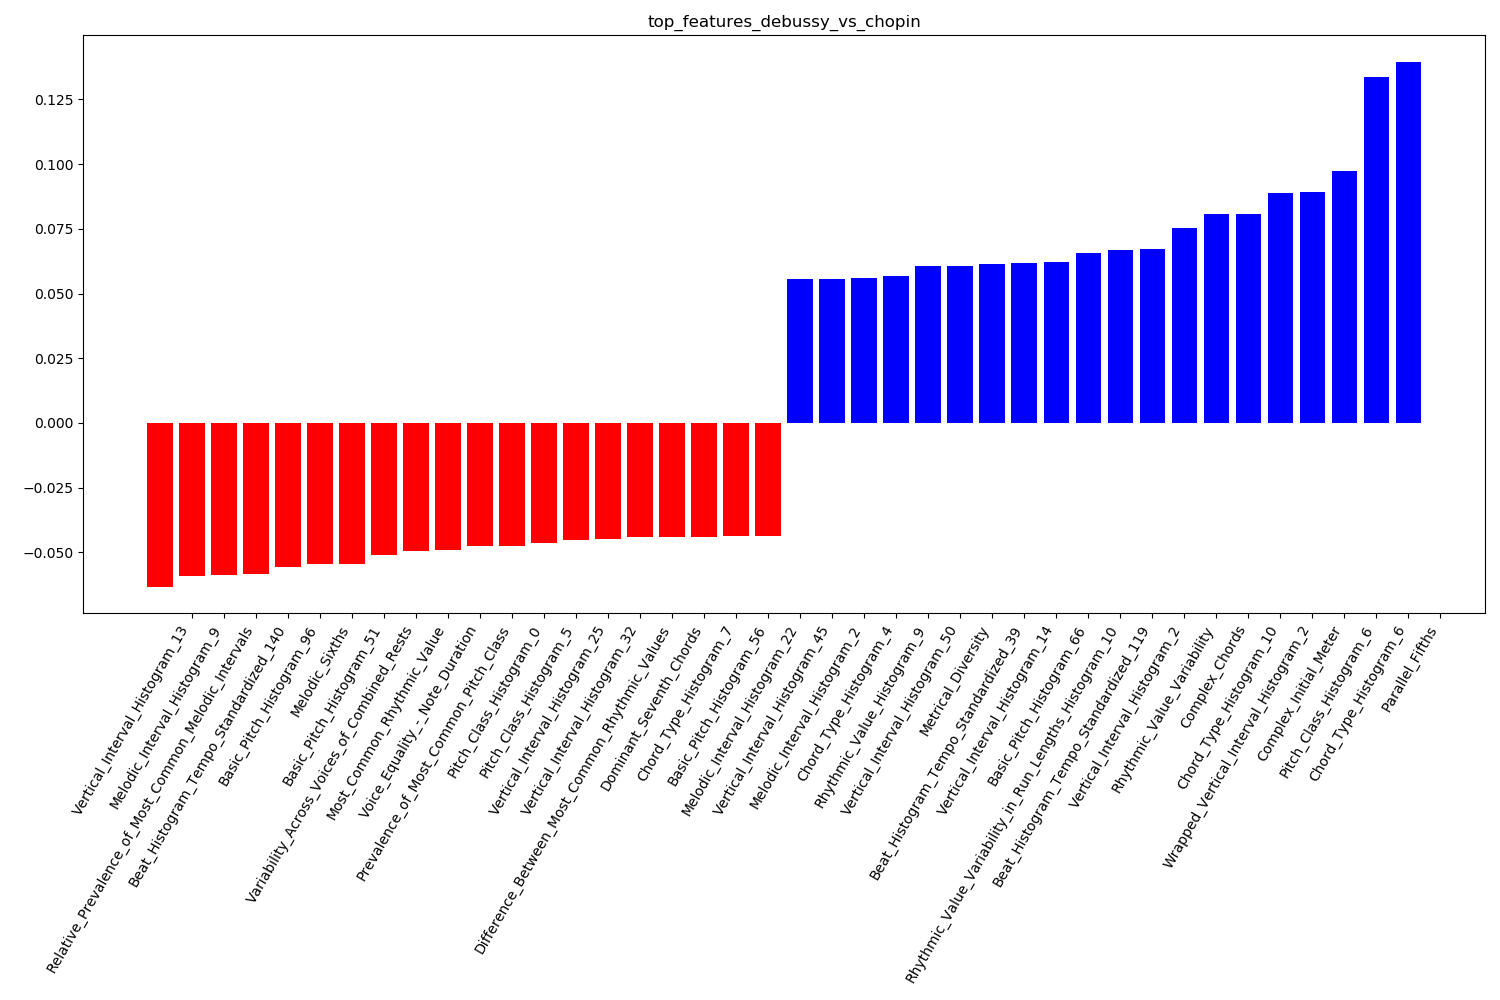 top_features_debussy_vs_chopin
0.125
0.100
0.075
0.050
0.025
0.000
−0.025
−0.050
Vertical_Interval_Histogram_13
Melodic_Interval_Histogram_9
Relative_Prevalence_of_Most_Common_Melodic_Intervals
Beat_Histogram_Tempo_Standardized_140
Basic_Pitch_Histogram_96
Melodic_Sixths
Basic_Pitch_Histogram_51
Variability_Across_Voices_of_Combined_Rests
Most_Common_Rhythmic_Value
Voice_Equality_-_Note_Duration
Prevalence_of_Most_Common_Pitch_Class
Pitch_Class_Histogram_0
Pitch_Class_Histogram_5
Vertical_Interval_Histogram_25
Vertical_Interval_Histogram_32
Difference_Between_Most_Common_Rhythmic_Values
Dominant_Seventh_Chords
Chord_Type_Histogram_7
Basic_Pitch_Histogram_56
Melodic_Interval_Histogram_22
Vertical_Interval_Histogram_45
Melodic_Interval_Histogram_2
Chord_Type_Histogram_4
Rhythmic_Value_Histogram_9
Vertical_Interval_Histogram_50
Metrical_Diversity
Beat_Histogram_Tempo_Standardized_39
Vertical_Interval_Histogram_14
Basic_Pitch_Histogram_66
Rhythmic_Value_Variability_in_Run_Lengths_Histogram_10
Beat_Histogram_Tempo_Standardized_119
Vertical_Interval_Histogram_2
Rhythmic_Value_Variability
Complex_Chords
Chord_Type_Histogram_10
Wrapped_Vertical_Interval_Histogram_2
Complex_Initial_Meter
Pitch_Class_Histogram_6
Chord_Type_Histogram_6
Parallel_Fifths